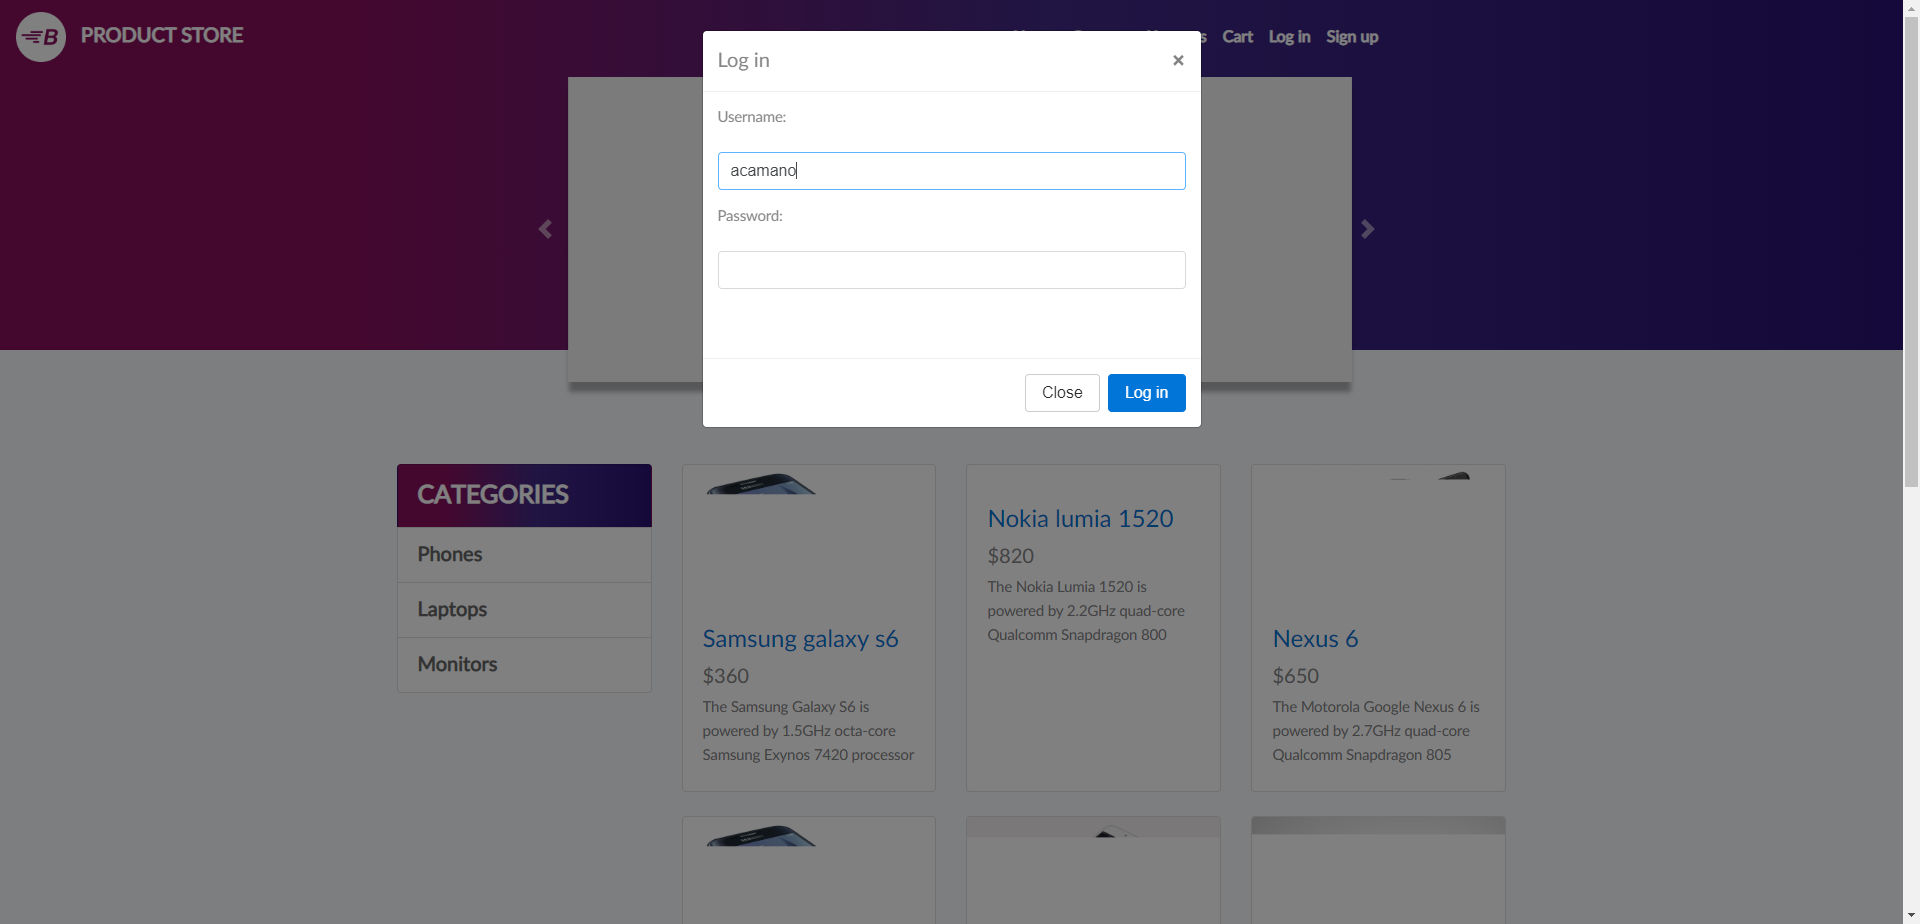 B PRODUCT STORE
Cart Log in Sign up
Log in ×
Username:
acamano
Password:
Close Log in
CATEGORIES
Phones
Laptops
Monitors
Samsung galaxy s6
$360
The Samsung Galaxy S6 is
powered by 1.5GHz octa-core
Samsung Exynos 7420 processor
Nokia lumia 1520
$820
The Nokia Lumia 1520 is
powered by 2.2GHz quad-core
Qualcomm Snapdragon 800
Nexus 6
$650
The Motorola Google Nexus 6 is
powered by 2.7GHz quad-core
Qualcomm Snapdragon 805